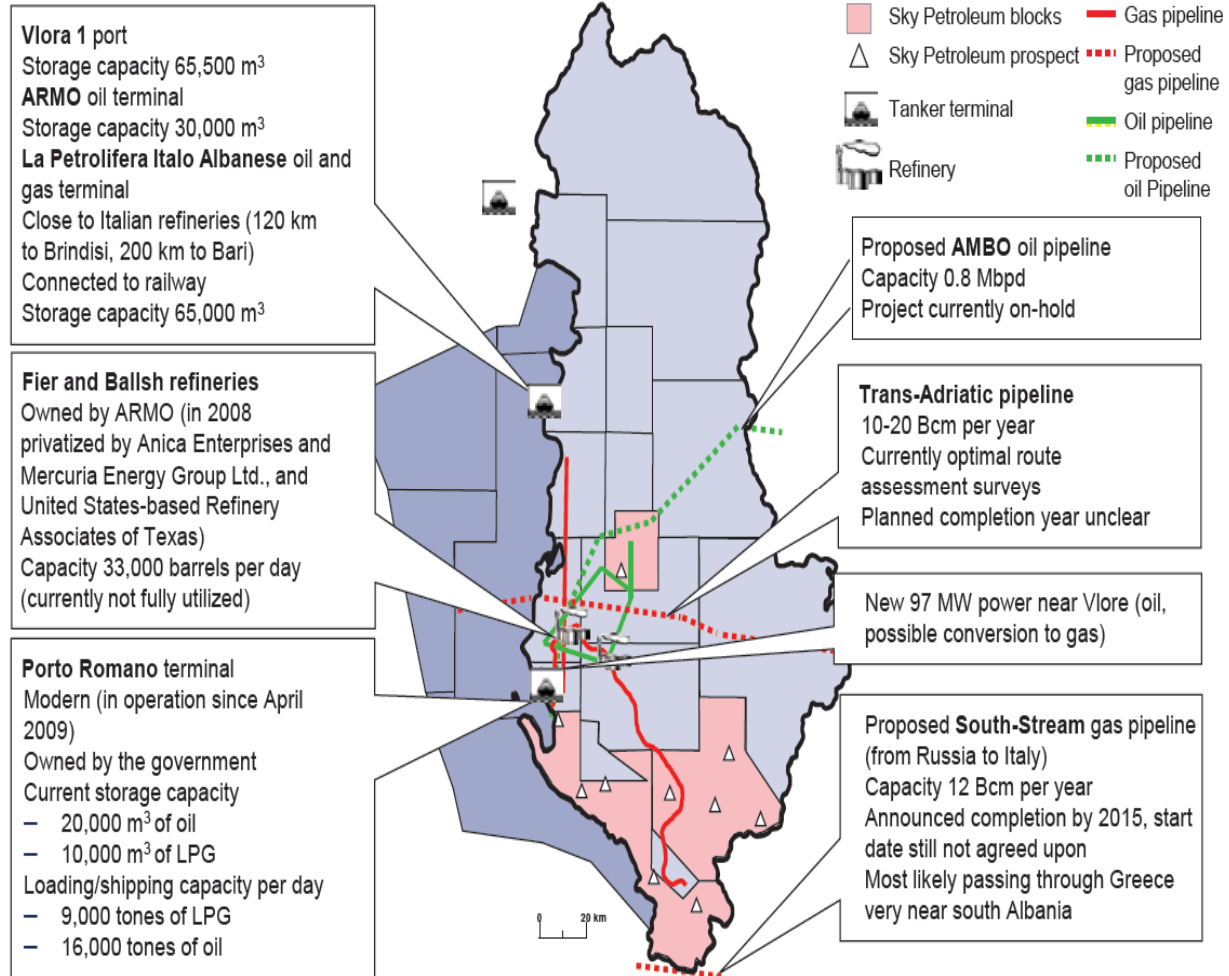 Vlora 1 port
Storage capacity 65,500 m³
ARMO oil terminal
Storage capacity 30,000 m³
La Petrolifera Italo Albanese oil and
gas terminal
Close to Italian refineries (120 km
to Brindisi, 200 km to Bari)
Connected to railway
Storage capacity 65,000 m³
Fier and Ballsh refineries
Owned by ARMO (in 2008
privatized by Anica Enterprises and
Mercuria Energy Group Ltd., and
United States-based Refinery
Associates of Texas)
Capacity 33,000 barrels per day
(currently not fully utilized)
Porto Romano terminal
Modern (in operation since April
2009)
Owned by the government
Current storage capacity
– 20,000 m³ of oil
– 10,000 m³ of LPG
Loading/shipping capacity per day
– 9,000 tones of LPG
– 16,000 tones of oil
0 20 km
Sky Petroleum blocks
Sky Petroleum prospect
Tanker terminal
Refinery
Gas pipeline
Proposed
gas pipeline
Oil pipeline
Proposed
oil Pipeline
Proposed AMBO oil pipeline
Capacity 0.8 Mbpd
Project currently on-hold
Trans-Adriatic pipeline
10-20 Bcm per year
Currently optimal route
assessment surveys
Planned completion year unclear
New 97 MW power near Vlore (oil,
possible conversion to gas)
Proposed South-Stream gas pipeline
(from Russia to Italy)
Capacity 12 Bcm per year
Announced completion by 2015, start
date still not agreed upon
Most likely passing through Greece
very near south Albania